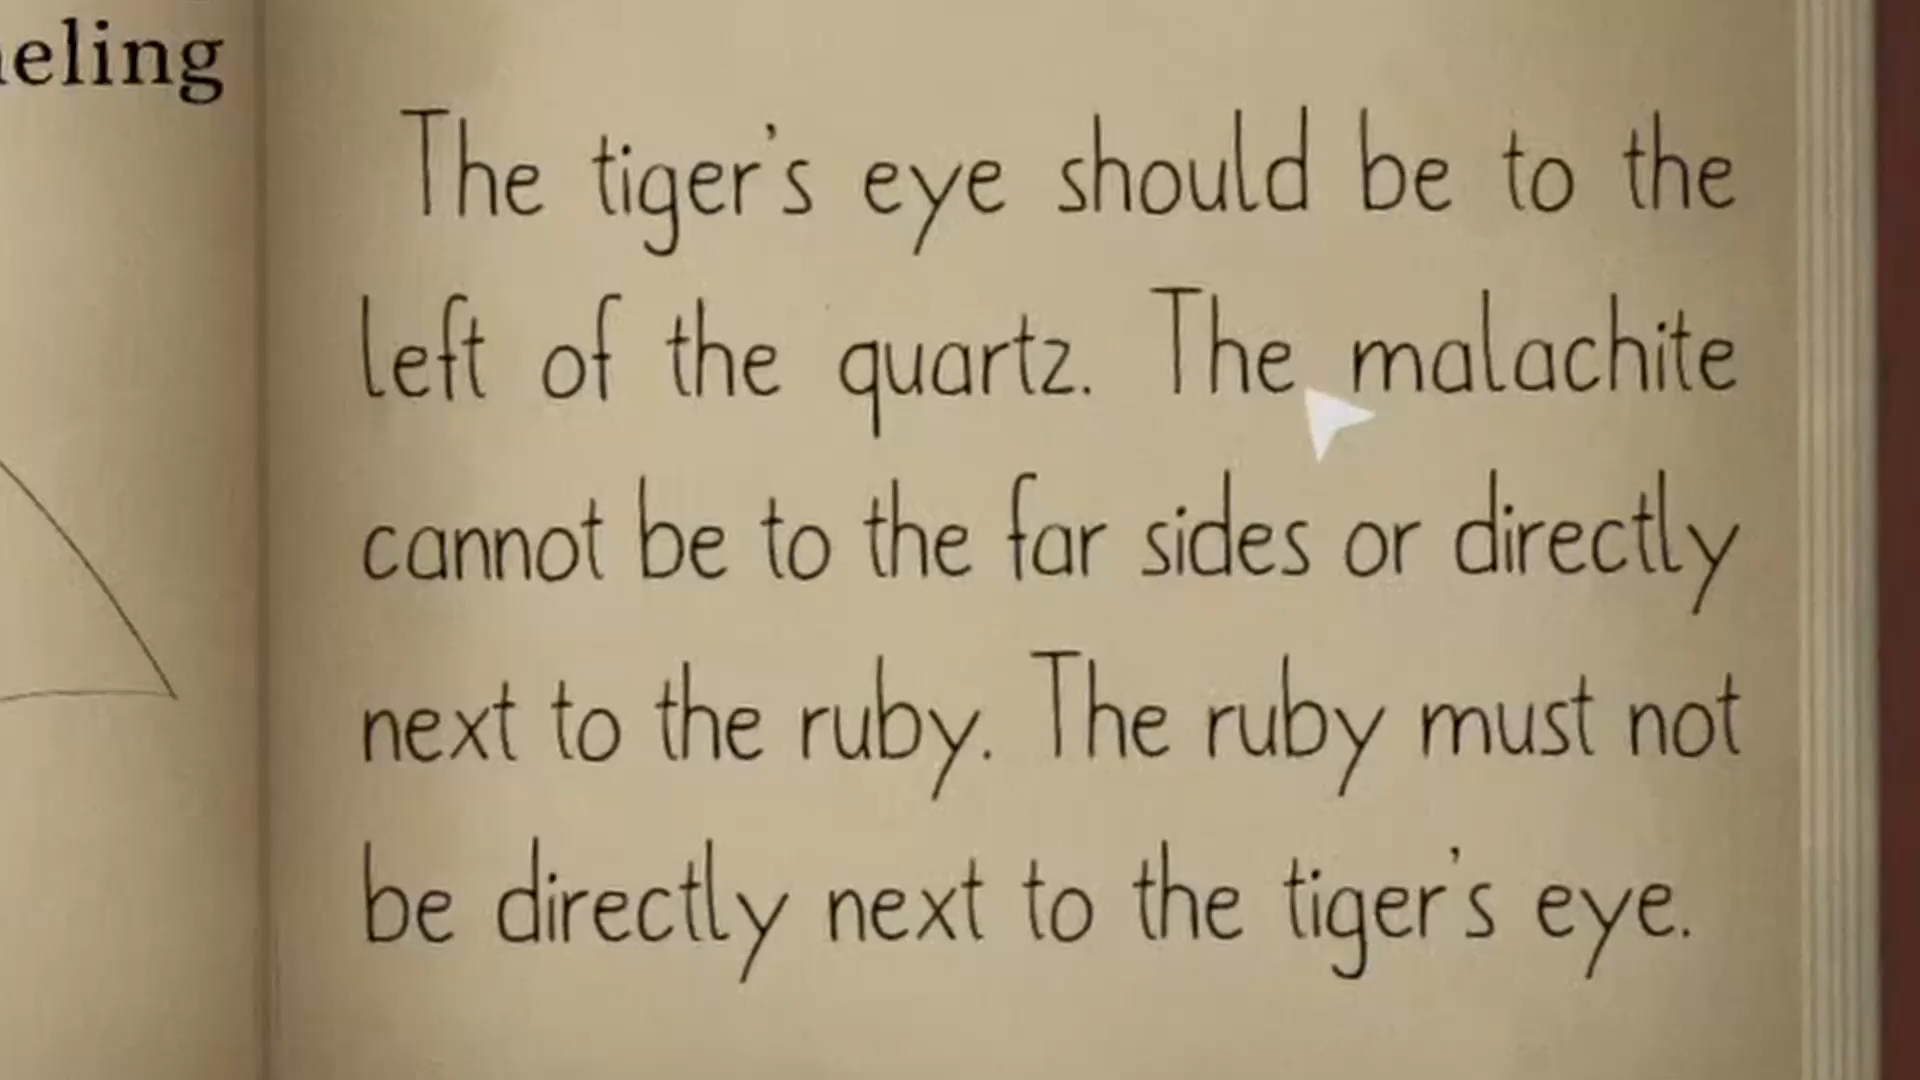 eling
The tiger's eye should be to the
left of the quartz. The malachite
cannot be to the far sides or directly
next to the ruby. The ruby must not
be directly next to the tiger's eye.